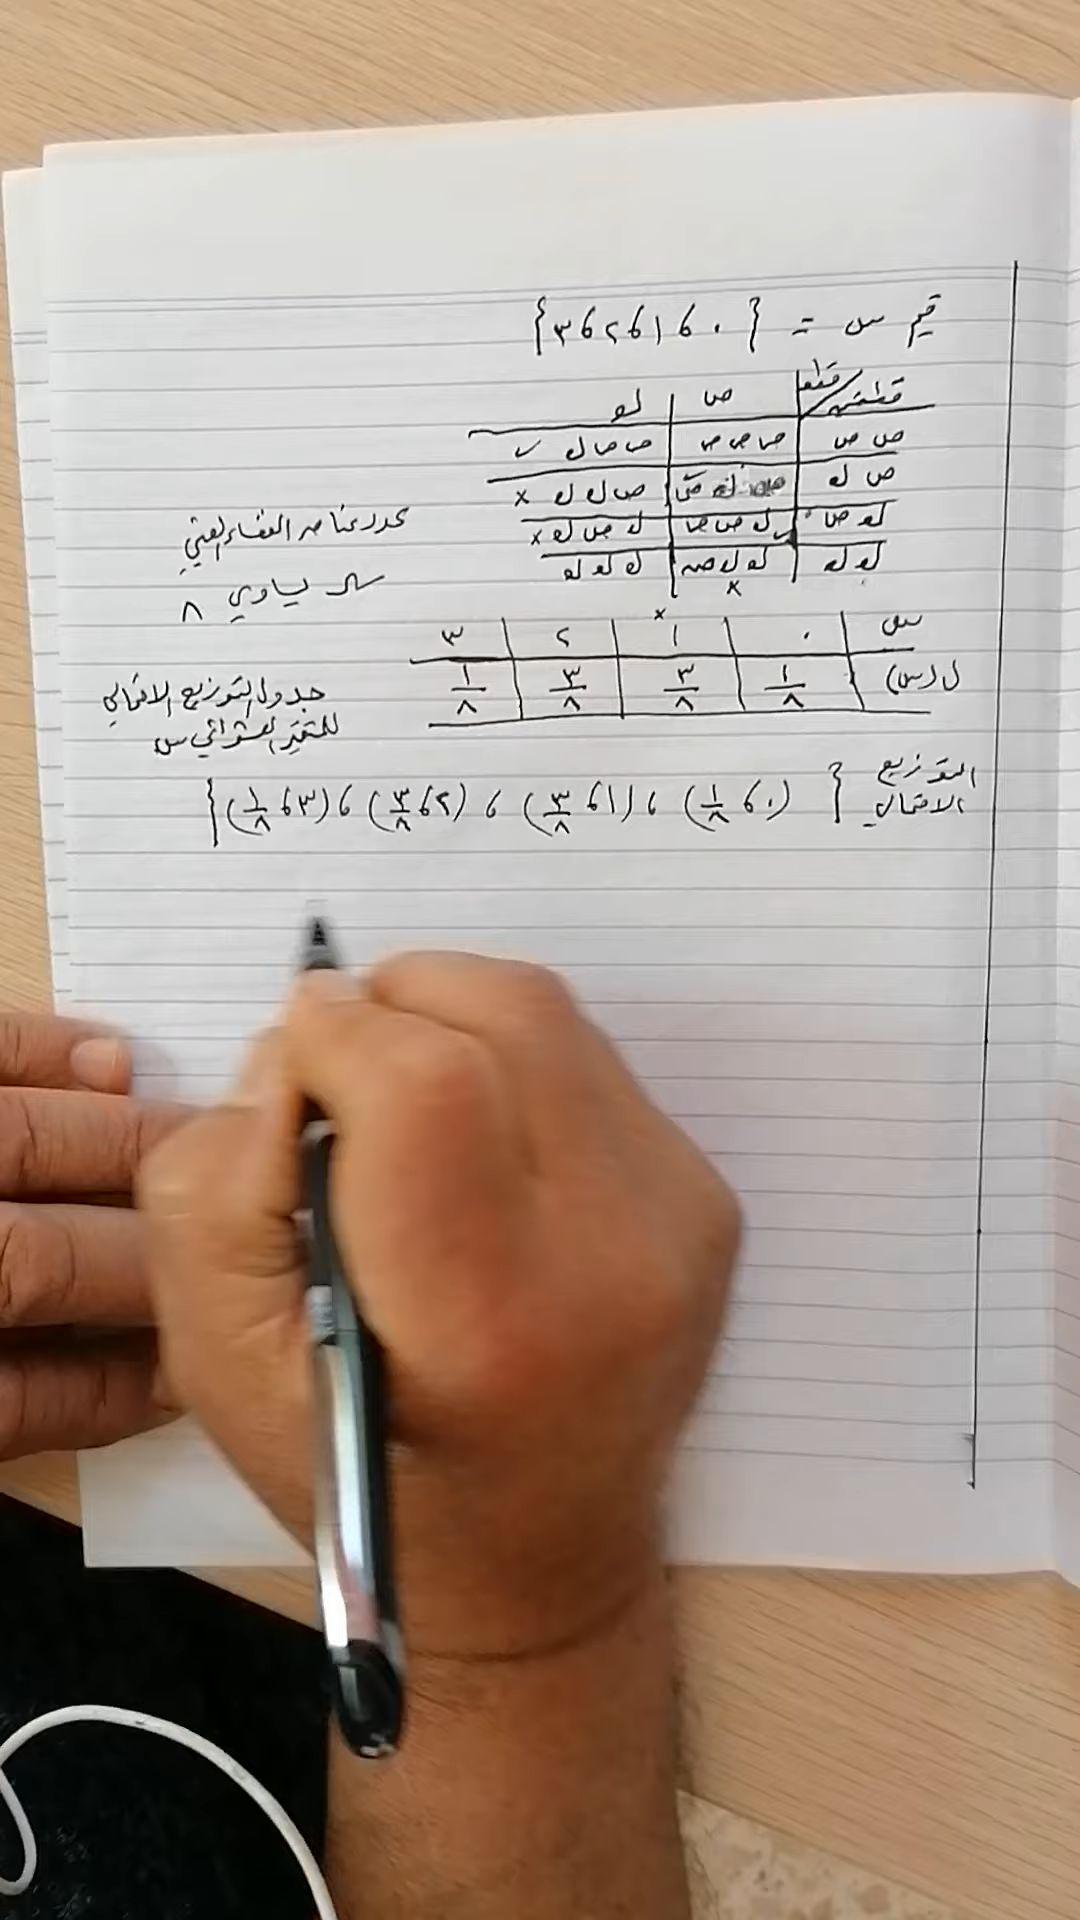 قيم س = { ٠ ، ١ ، ٢ ، ٣ }
قطعتين / قطعة | ص | ك
ص ص | ص ص ص | ص ص ك ✓
ص ك | ص ك ص | ص ك ك ×
ك ص | ك ص ص | ك ص ك ×
ك ك | ك ك ص × | ك ك ك
عدد عناصر الفضاء العيني
يساوي ٨
س | ٠ | ١ × | ٢ | ٣
ل(س) | ١/٨ | ٣/٨ | ٣/٨ | ١/٨
جدول التوزيع الاحتمالي
للمتغير العشوائي س
التوزيع الاحتمالي { (٠ ، ١/٨) ، (١ ، ٣/٨) ، (٢ ، ٣/٨) ، (٣ ، ١/٨) }